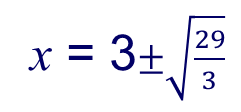 x = 3 ± √(29/3)